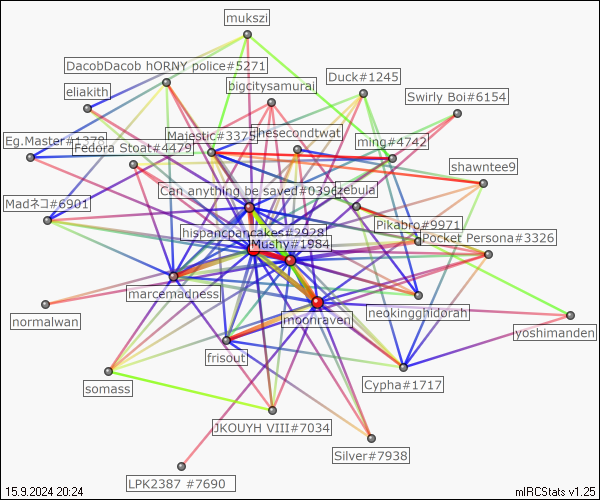 mukszi
DacobDacob hORNY police#5271
Duck#1245
eliakith
bigcitysamurai
Swirly Boi#6154
Majestic#3375
thesecondtwat
ming#4742
Eg.Master#1378
Fedora Stoat#4479
shawntee9
Can anything be saved#0396
zebula
Madネコ#6901
Pikabro#9971
hispancpancakes#2928
Pocket Persona#3326
Mushy#1984
marcemadness
normalwan
moonraven
neokingghidorah
yoshimanden
frisout
somass
Cypha#1717
JKOUYH VIII#7034
Silver#7938
LPK2387 #7690
15.9.2024 20:24
mIRCStats v1.25